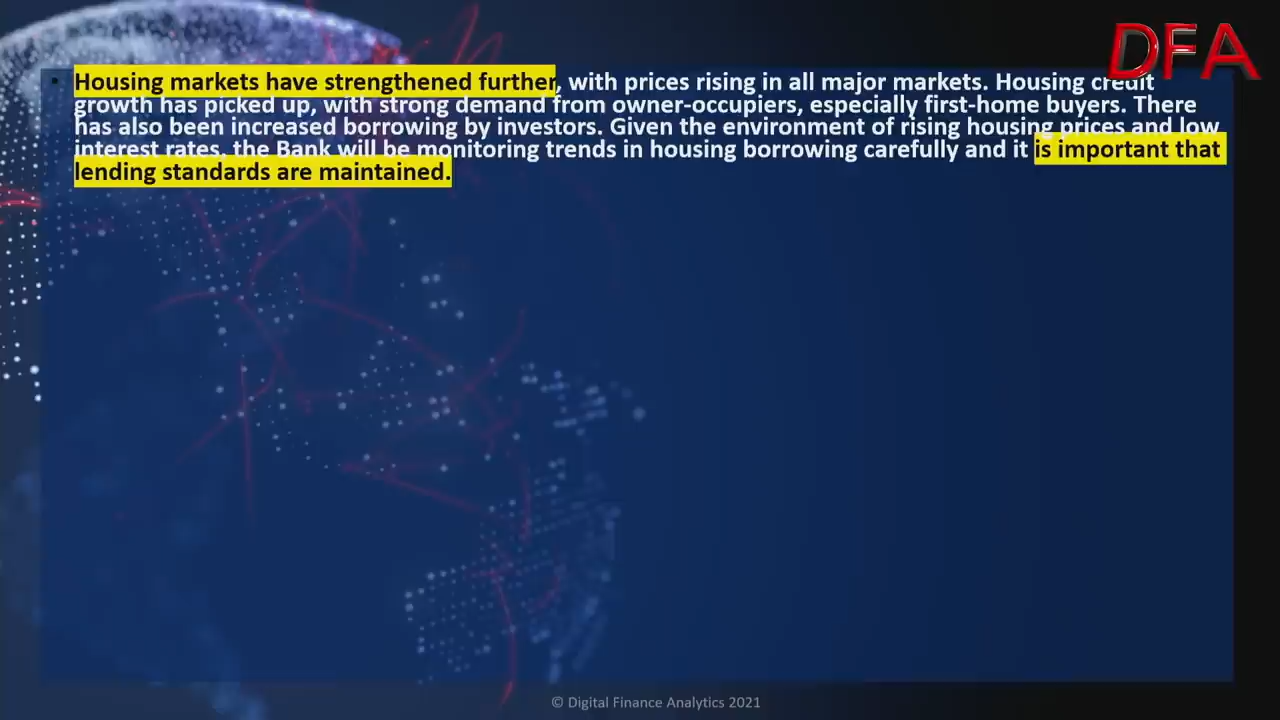 DFA
• Housing markets have strengthened further, with prices rising in all major markets. Housing credit
growth has picked up, with strong demand from owner-occupiers, especially first-home buyers. There
has also been increased borrowing by investors. Given the environment of rising housing prices and low
interest rates, the Bank will be monitoring trends in housing borrowing carefully and it is important that
lending standards are maintained.
© Digital Finance Analytics 2021